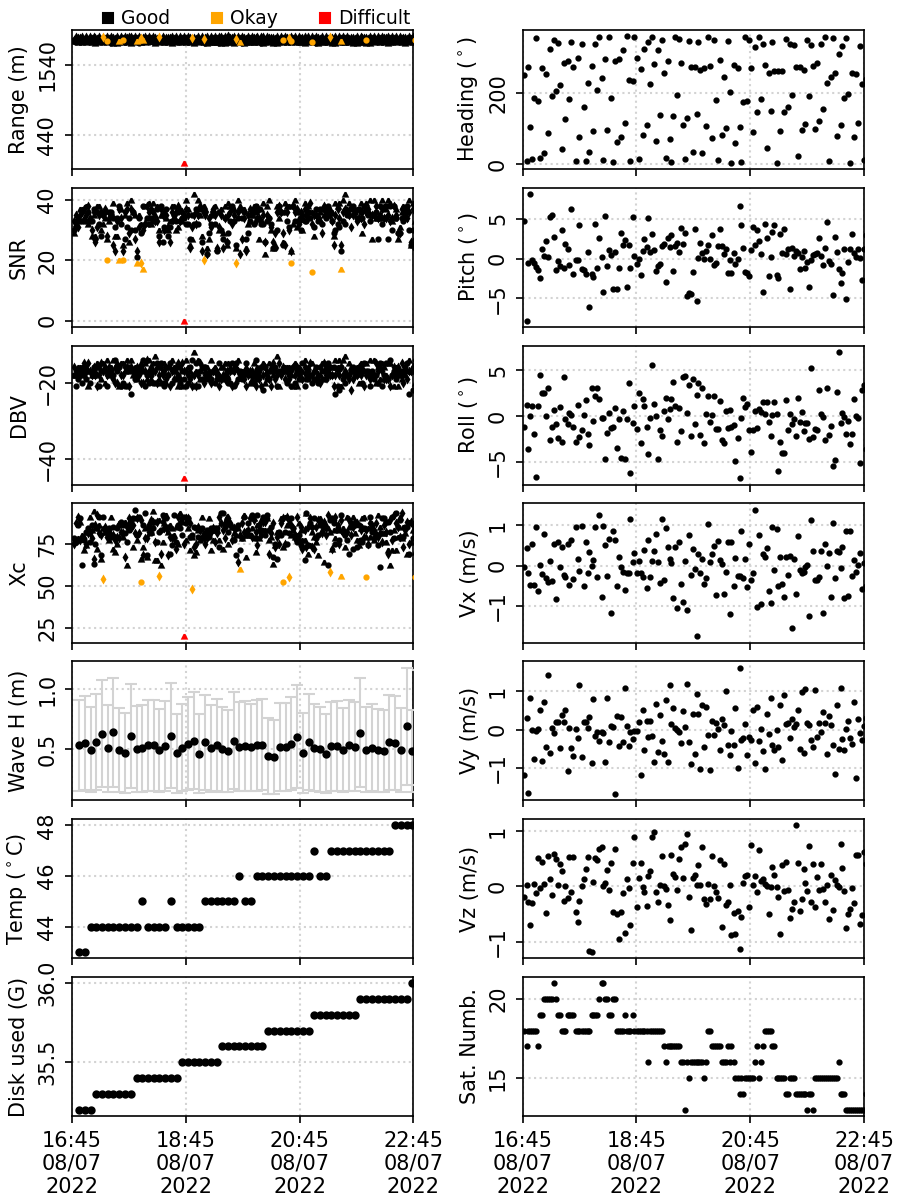 Good Okay Difficult
Range (m)
1540
440
Heading (°)
200
0
SNR
40
20
0
Pitch (°)
5
0
−5
DBV
−20
−40
Roll (°)
5
0
−5
Xc
75
50
25
Vx (m/s)
1
0
−1
Wave H (m)
1.0
0.5
Vy (m/s)
1
0
−1
Temp (°C)
48
46
44
Vz (m/s)
1
0
−1
Disk used (G)
36.0
35.5
Sat. Numb.
20
15
16:45 18:45 20:45 22:45
08/07 08/07 08/07 08/07
2022 2022 2022 2022
16:45 18:45 20:45 22:45
08/07 08/07 08/07 08/07
2022 2022 2022 2022